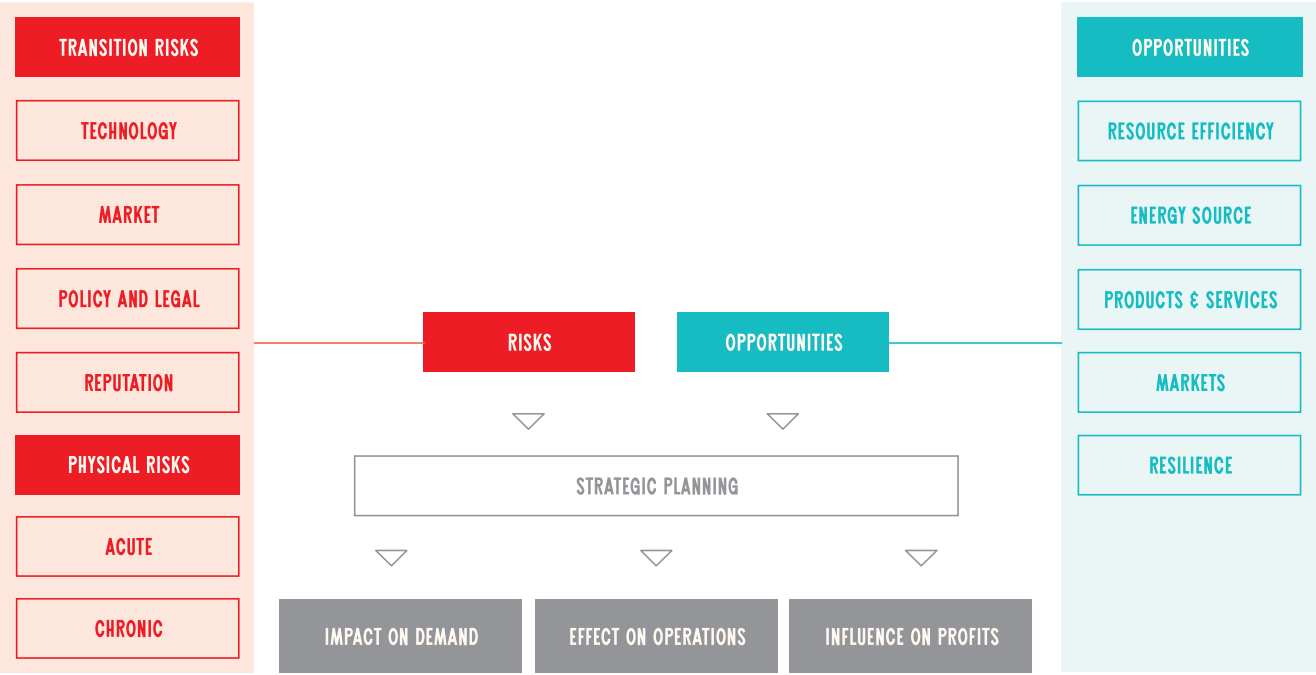 TRANSITION RISKS
TECHNOLOGY
MARKET
POLICY AND LEGAL
REPUTATION
PHYSICAL RISKS
ACUTE
CHRONIC
RISKS
OPPORTUNITIES
STRATEGIC PLANNING
IMPACT ON DEMAND
EFFECT ON OPERATIONS
INFLUENCE ON PROFITS
OPPORTUNITIES
RESOURCE EFFICIENCY
ENERGY SOURCE
PRODUCTS & SERVICES
MARKETS
RESILIENCE